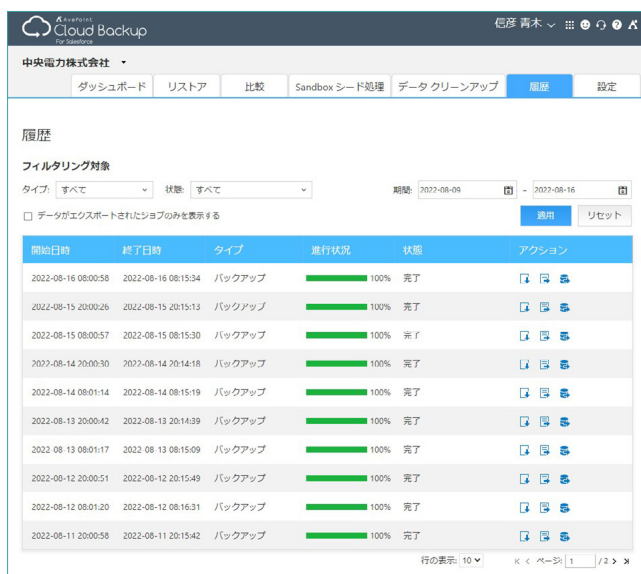 AvePoint
Cloud Backup
For Salesforce
信彦 青木
中央電力株式会社
ダッシュボード リストア 比較 Sandbox シード処理 データ クリーンアップ 履歴 設定
履歴
フィルタリング対象
タイプ: すべて 状態: すべて 期間: 2022-08-09 - 2022-08-16
データがエクスポートされたジョブのみを表示する 適用 リセット
開始日時 終了日時 タイプ 進行状況 状態 アクション
2022-08-16 08:00:58 2022-08-16 08:15:34 バックアップ 100% 完了
2022-08-15 20:00:26 2022-08-15 20:15:13 バックアップ 100% 完了
2022-08-15 08:00:57 2022-08-15 08:15:30 バックアップ 100% 完了
2022-08-14 20:00:30 2022-08-14 20:14:18 バックアップ 100% 完了
2022-08-14 08:01:14 2022-08-14 08:15:19 バックアップ 100% 完了
2022-08-13 20:00:42 2022-08-13 20:14:39 バックアップ 100% 完了
2022-08-13 08:01:17 2022-08-13 08:15:09 バックアップ 100% 完了
2022-08-12 20:00:51 2022-08-12 20:15:49 バックアップ 100% 完了
2022-08-12 08:01:20 2022-08-12 08:16:31 バックアップ 100% 完了
2022-08-11 20:00:58 2022-08-11 20:15:42 バックアップ 100% 完了
行の表示: 10 ページ: 1 / 2